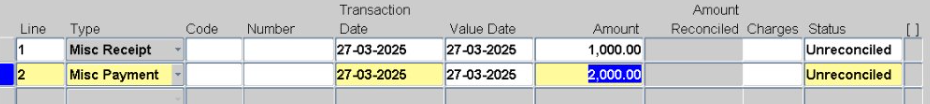 Transaction Amount
Line Type Code Number Date Value Date Amount Reconciled Charges Status [ ]
1 Misc Receipt 27-03-2025 27-03-2025 1,000.00 Unreconciled
2 Misc Payment 27-03-2025 27-03-2025 2,000.00 Unreconciled